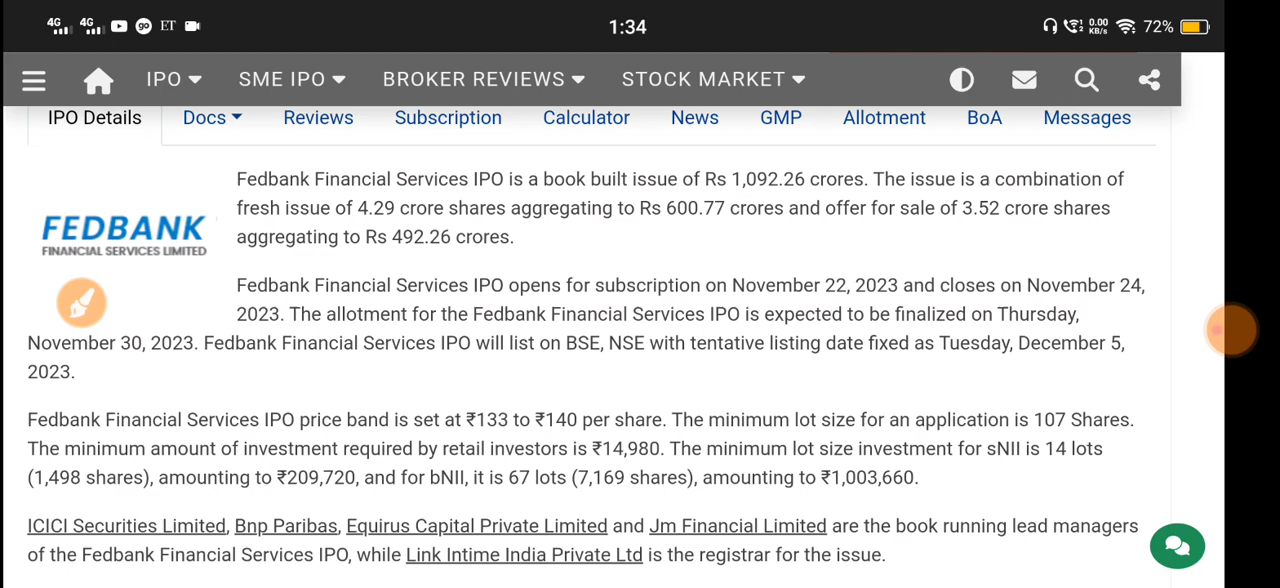 4G 4G go ET 1:34 0.00 KB/s 72%
IPO SME IPO BROKER REVIEWS STOCK MARKET
IPO Details Docs Reviews Subscription Calculator News GMP Allotment BoA Messages
FEDBANK
FINANCIAL SERVICES LIMITED
Fedbank Financial Services IPO is a book built issue of Rs 1,092.26 crores. The issue is a combination of
fresh issue of 4.29 crore shares aggregating to Rs 600.77 crores and offer for sale of 3.52 crore shares
aggregating to Rs 492.26 crores.
Fedbank Financial Services IPO opens for subscription on November 22, 2023 and closes on November 24,
2023. The allotment for the Fedbank Financial Services IPO is expected to be finalized on Thursday,
November 30, 2023. Fedbank Financial Services IPO will list on BSE, NSE with tentative listing date fixed as Tuesday, December 5,
2023.
Fedbank Financial Services IPO price band is set at ₹133 to ₹140 per share. The minimum lot size for an application is 107 Shares.
The minimum amount of investment required by retail investors is ₹14,980. The minimum lot size investment for sNII is 14 lots
(1,498 shares), amounting to ₹209,720, and for bNII, it is 67 lots (7,169 shares), amounting to ₹1,003,660.
ICICI Securities Limited, Bnp Paribas, Equirus Capital Private Limited and Jm Financial Limited are the book running lead managers
of the Fedbank Financial Services IPO, while Link Intime India Private Ltd is the registrar for the issue.